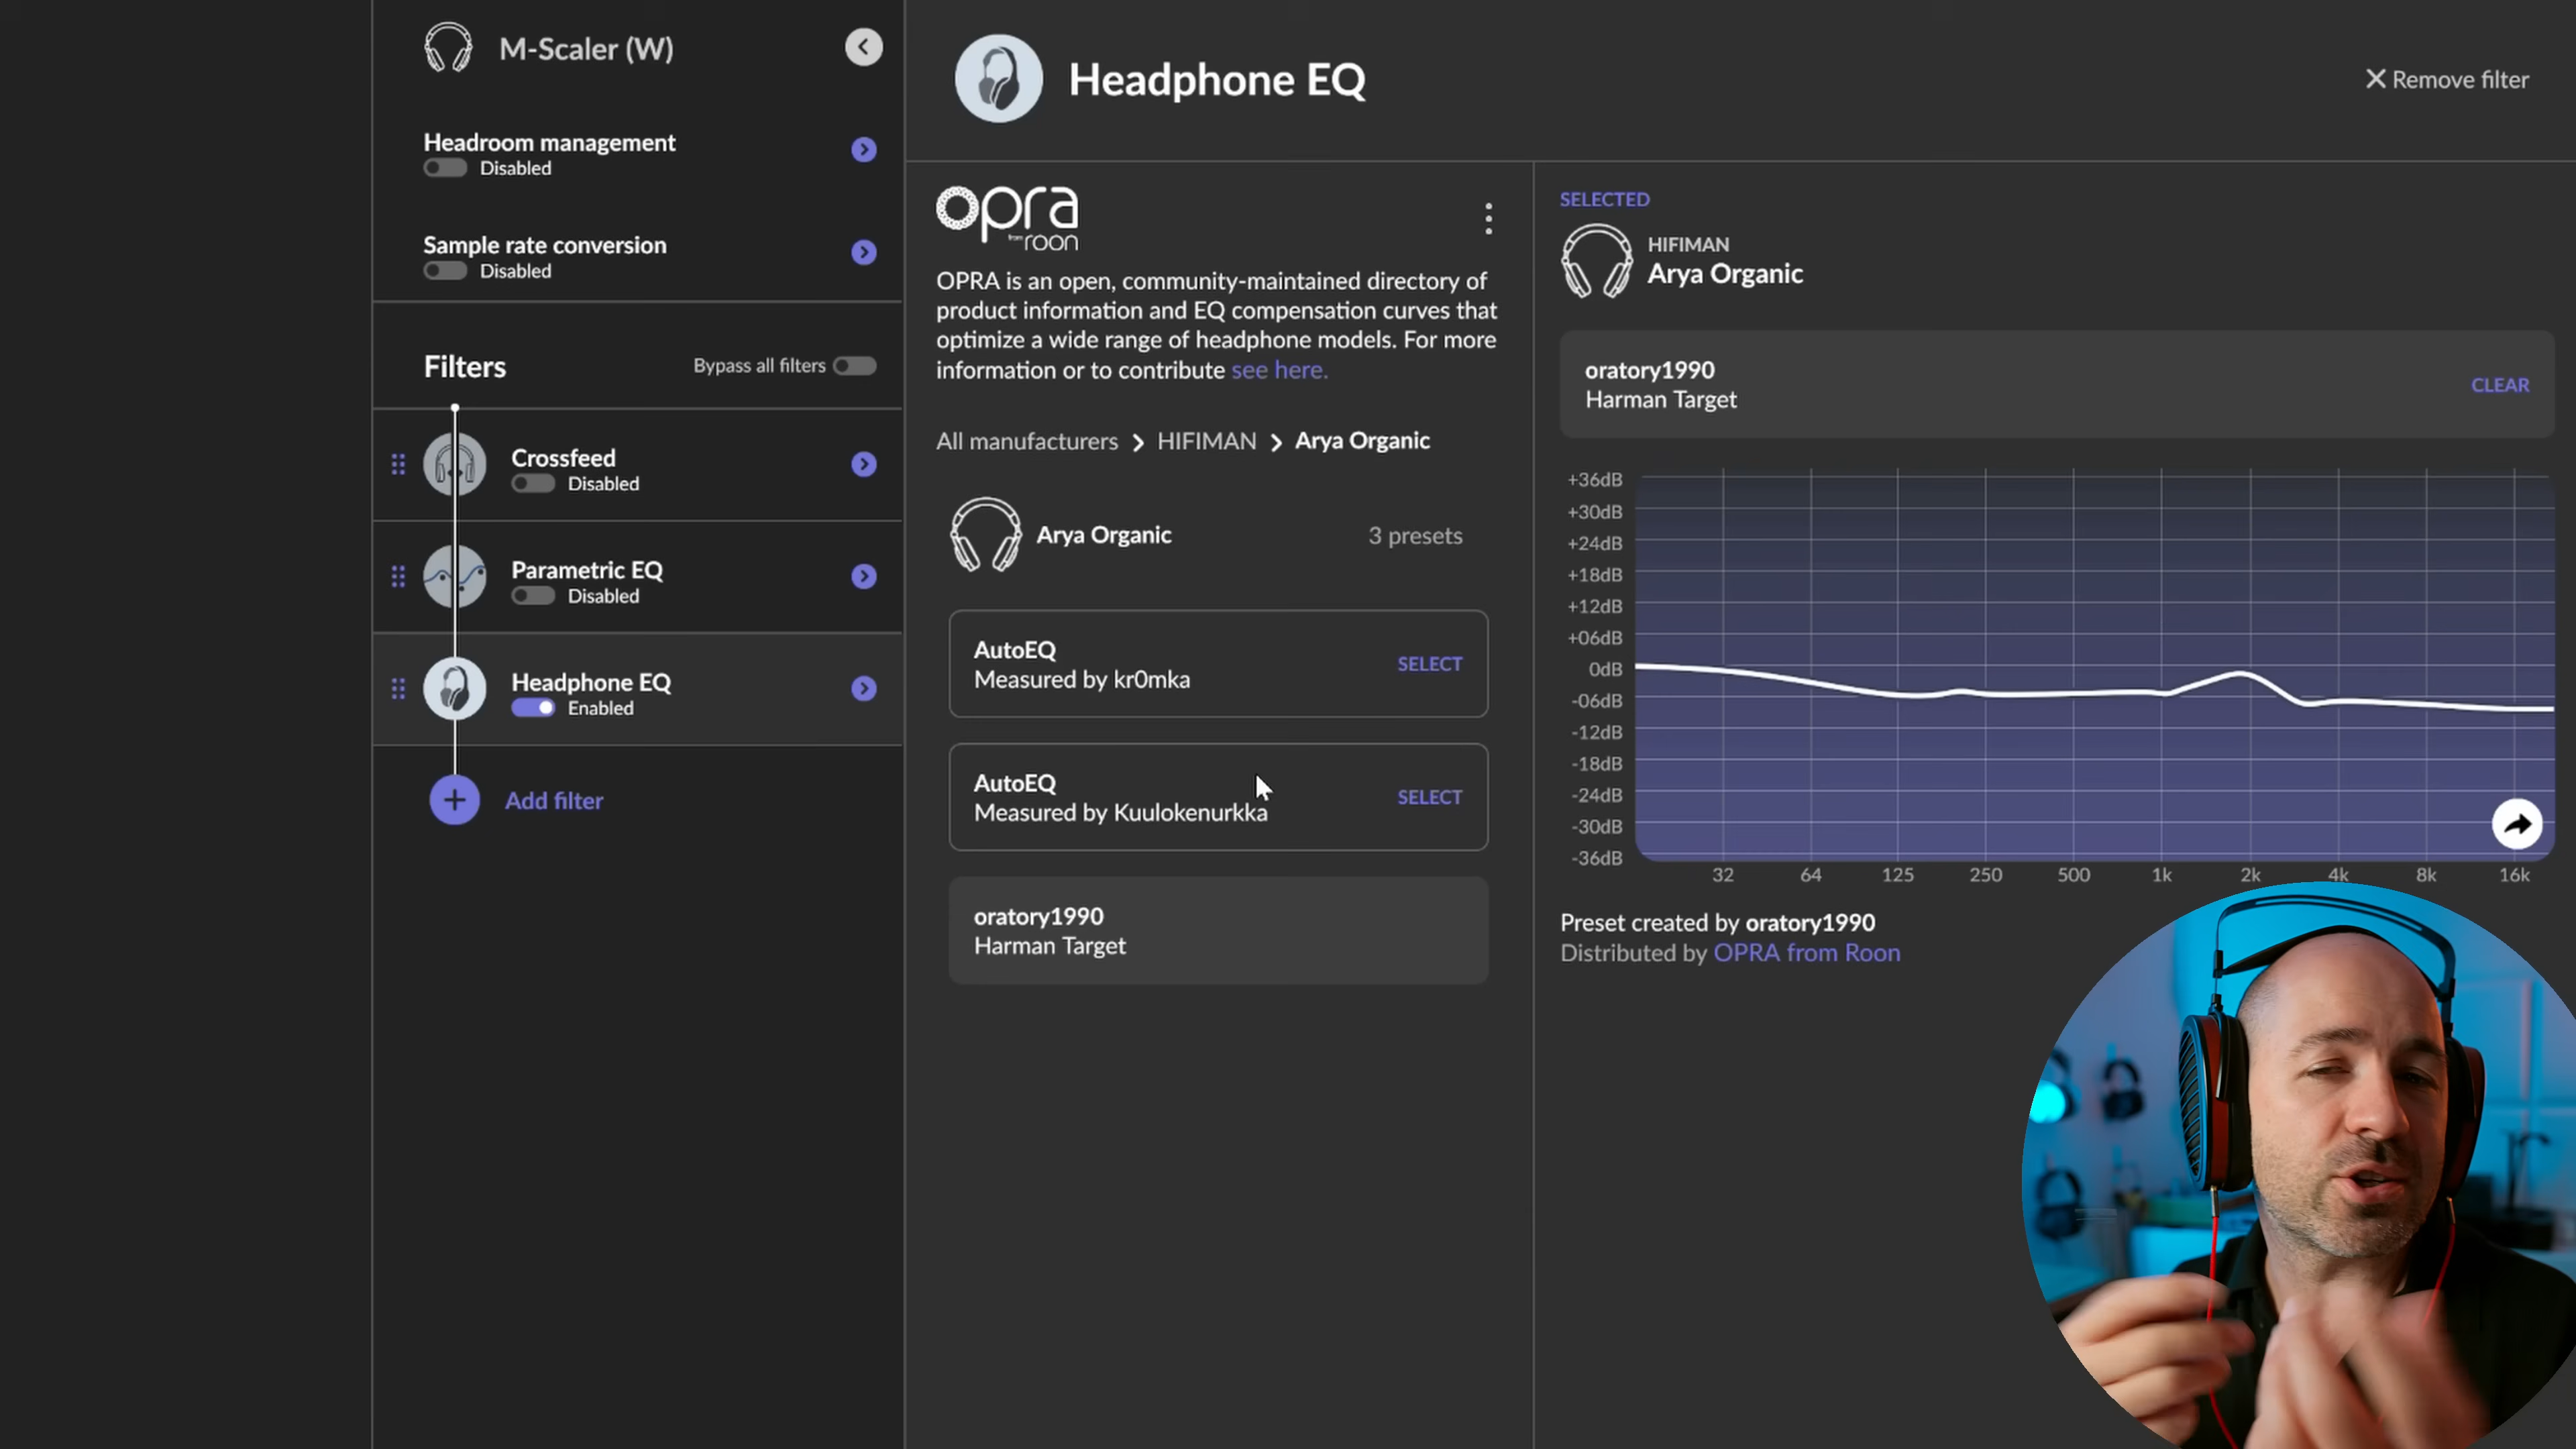 M-Scaler (W)
Headroom management
Disabled
Sample rate conversion
Disabled
Filters
Bypass all filters
Crossfeed
Disabled
Parametric EQ
Disabled
Headphone EQ
Enabled
Add filter
Headphone EQ
Remove filter
opra
from roon
OPRA is an open, community-maintained directory of
product information and EQ compensation curves that
optimize a wide range of headphone models. For more
information or to contribute see here.
All manufacturers > HIFIMAN > Arya Organic
Arya Organic 3 presets
AutoEQ
Measured by kr0mka
SELECT
AutoEQ
Measured by Kuulokenurkka
SELECT
oratory1990
Harman Target
SELECTED
HIFIMAN
Arya Organic
oratory1990
Harman Target
CLEAR
+36dB
+30dB
+24dB
+18dB
+12dB
+06dB
0dB
-06dB
-12dB
-18dB
-24dB
-30dB
-36dB
32 64 125 250 500 1k 2k 4k 8k 16k
Preset created by oratory1990
Distributed by OPRA from Roon